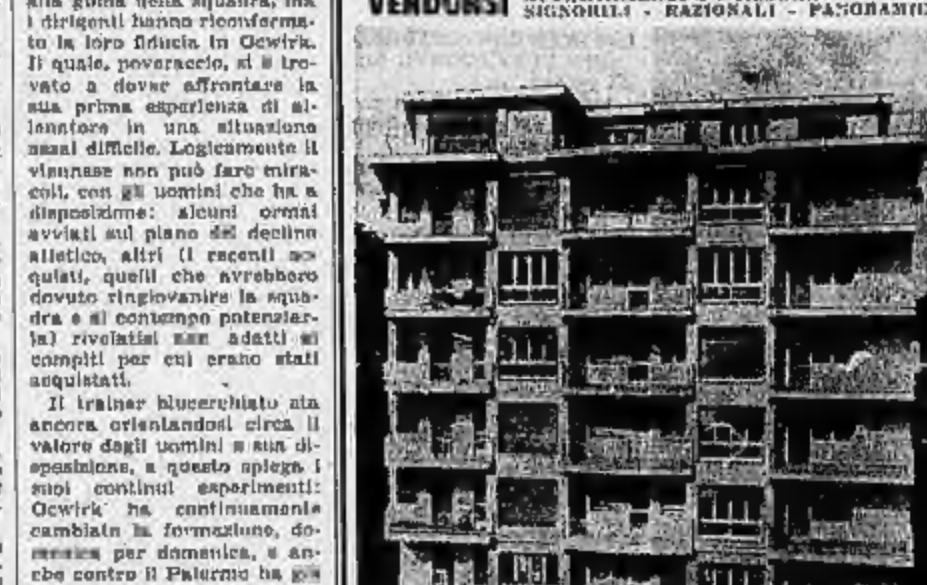 alla guida della squadra, ma
i dirigenti hanno riconferma-
to la loro fiducia in Ocwirk.
Il quale, poveraccio, si è tro-
vato a dover affrontare la
sua prima esperienza di al-
lenatore in una situazione
assai difficile. Logicamente il
viennese non può fare mira-
coli, con gli uomini che ha a
disposizione: alcuni ormai
avviati sul piano del declino
atletico, altri (i recenti ac-
quisti, quelli che avrebbero
dovuto ringiovanire la squa-
dra e al contempo potenziar-
la) rivelatisi non adatti ai
compiti per cui erano stati
acquistati.
Il trainer blucerchiato sta
ancora orientandosi circa il
valore degli uomini a sua di-
sposizione, e questo spiega i
suoi continui esperimenti:
Ocwirk ha continuamente
cambiato la formazione, do-
menica per domenica, e an-
che contro il Palermo ha
VERDURSI
SIGNORILI - RAZIONALI - PANORAMICI